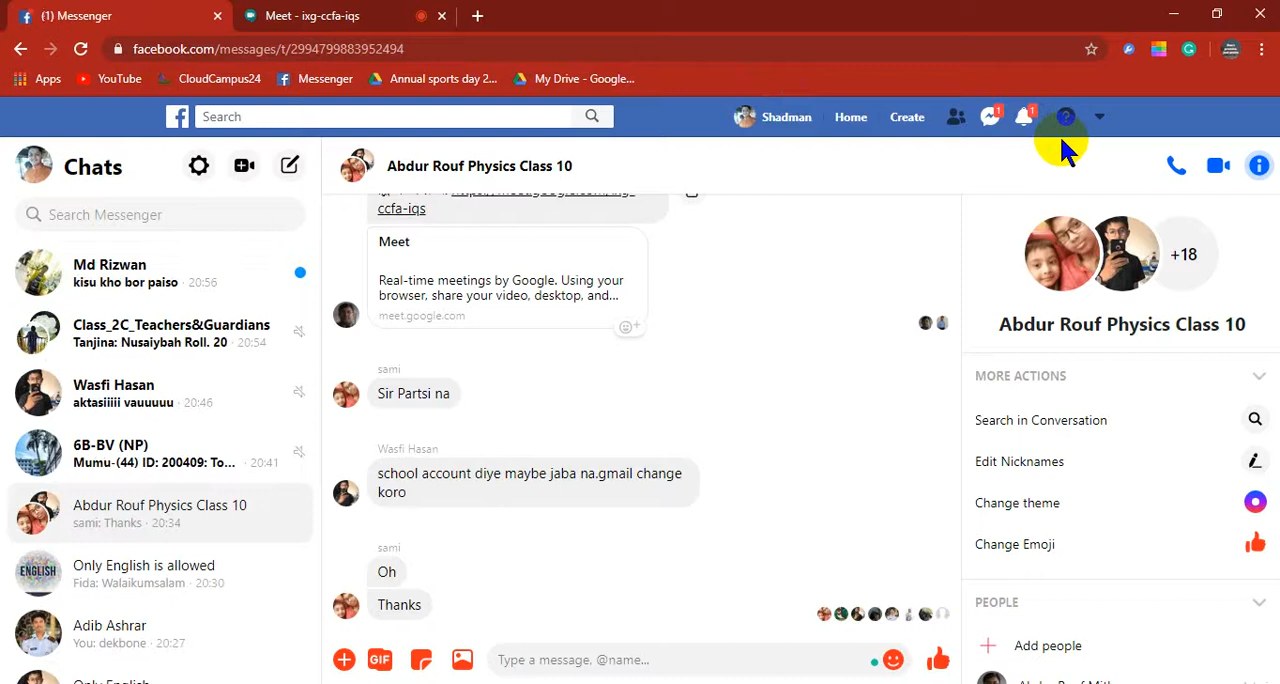 (1) Messenger
Meet - ixg-ccfa-iqs
facebook.com/messages/t/2994799883952494
Apps YouTube CloudCampus24 Messenger Annual sports day 2... My Drive - Google...
Search Shadman Home Create 1 1 ?
Chats
Search Messenger
Md Rizwan
kisu kho bor paiso · 20:56
Class_2C_Teachers&Guardians
Tanjina: Nusaiybah Roll. 20 · 20:54
Wasfi Hasan
aktasiiiii vauuuuu · 20:46
6B-BV (NP)
Mumu-(44) ID: 200409: To... · 20:41
Abdur Rouf Physics Class 10
sami: Thanks · 20:34
ENGLISH
Only English is allowed
Fida: Walaikumsalam · 20:30
Adib Ashrar
You: dekbone · 20:27
Abdur Rouf Physics Class 10
ccfa-iqs
Meet
Real-time meetings by Google. Using your
browser, share your video, desktop, and...
meet.google.com
sami
Sir Partsi na
Wasfi Hasan
school account diye maybe jaba na.gmail change
koro
sami
Oh
Thanks
GIF
Type a message. @name...
+18
Abdur Rouf Physics Class 10
MORE ACTIONS
Search in Conversation
Edit Nicknames
Change theme
Change Emoji
PEOPLE
Add people